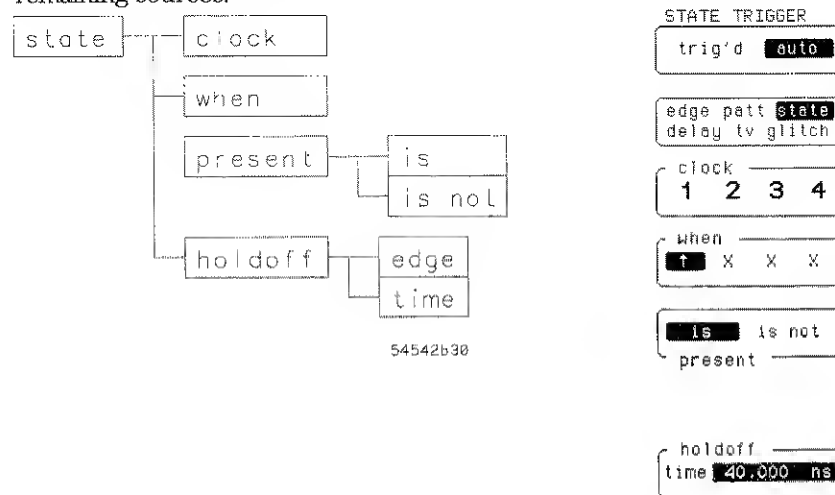 remaining sources.
state
clock
when
present
is
is not
holdoff
edge
time
54542b30
STATE TRIGGER
trig'd auto
edge patt state
delay tv glitch
clock
1 2 3 4
when
↑ X X X
is is not
present
holdoff
time 40.000 ns